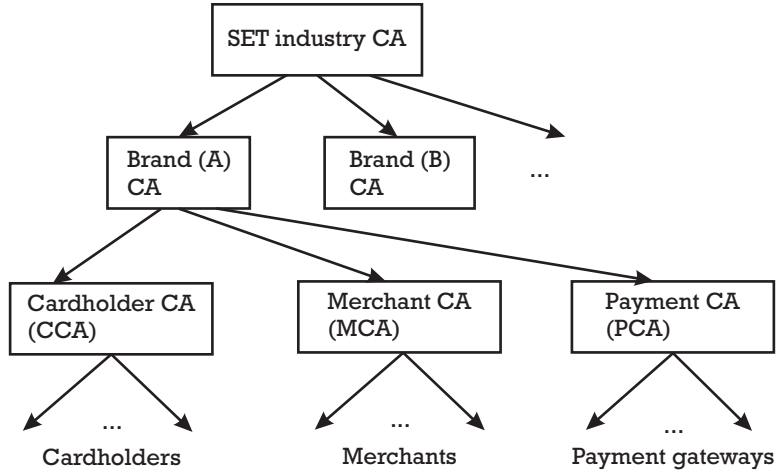 SET industry CA
Brand (A)
CA
Brand (B)
CA
...
Cardholder CA
(CCA)
Merchant CA
(MCA)
Payment CA
(PCA)
...
...
...
Cardholders
Merchants
Payment gateways